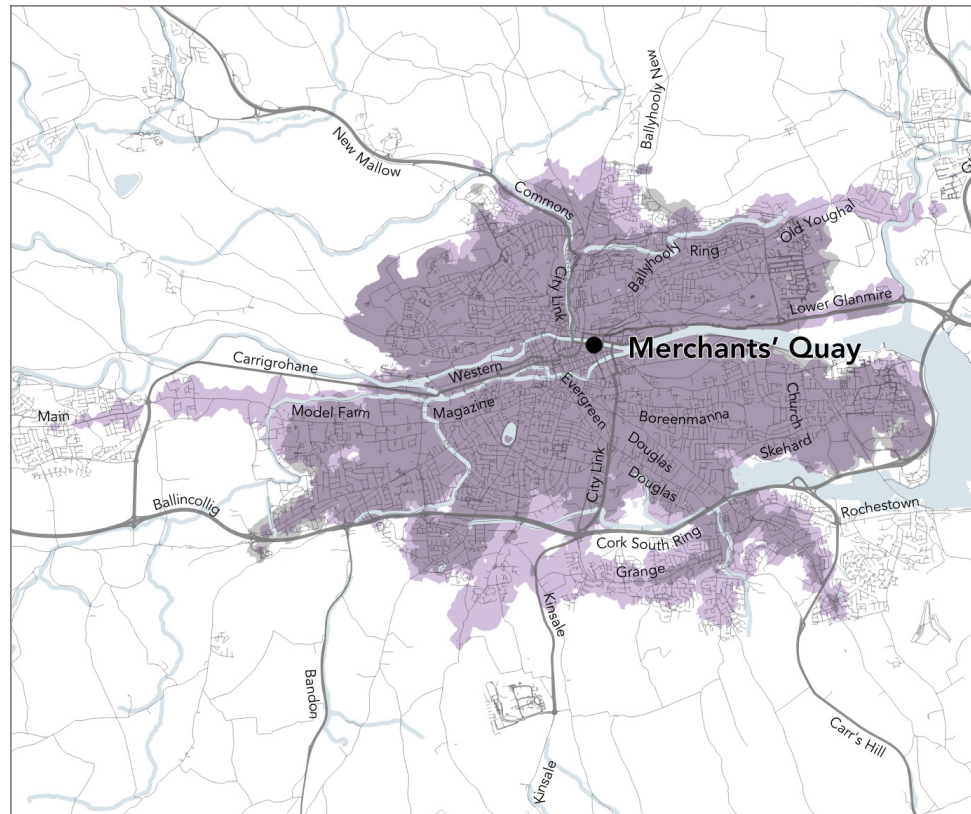 Ballyhooly New
New Mallow
Commons
Old Youghal
Ring
Ballyhooly
City Link
Lower Glanmire
Merchants' Quay
Carrigrohane
Western
Main
Model Farm
Magazine
Evergreen
Boreenmanna
Church
Douglas
Skehard
City Link
Douglas
Ballincollig
Rochestown
Cork South Ring
Grange
Kinsale
Bandon
Carr's Hill
Kinsale